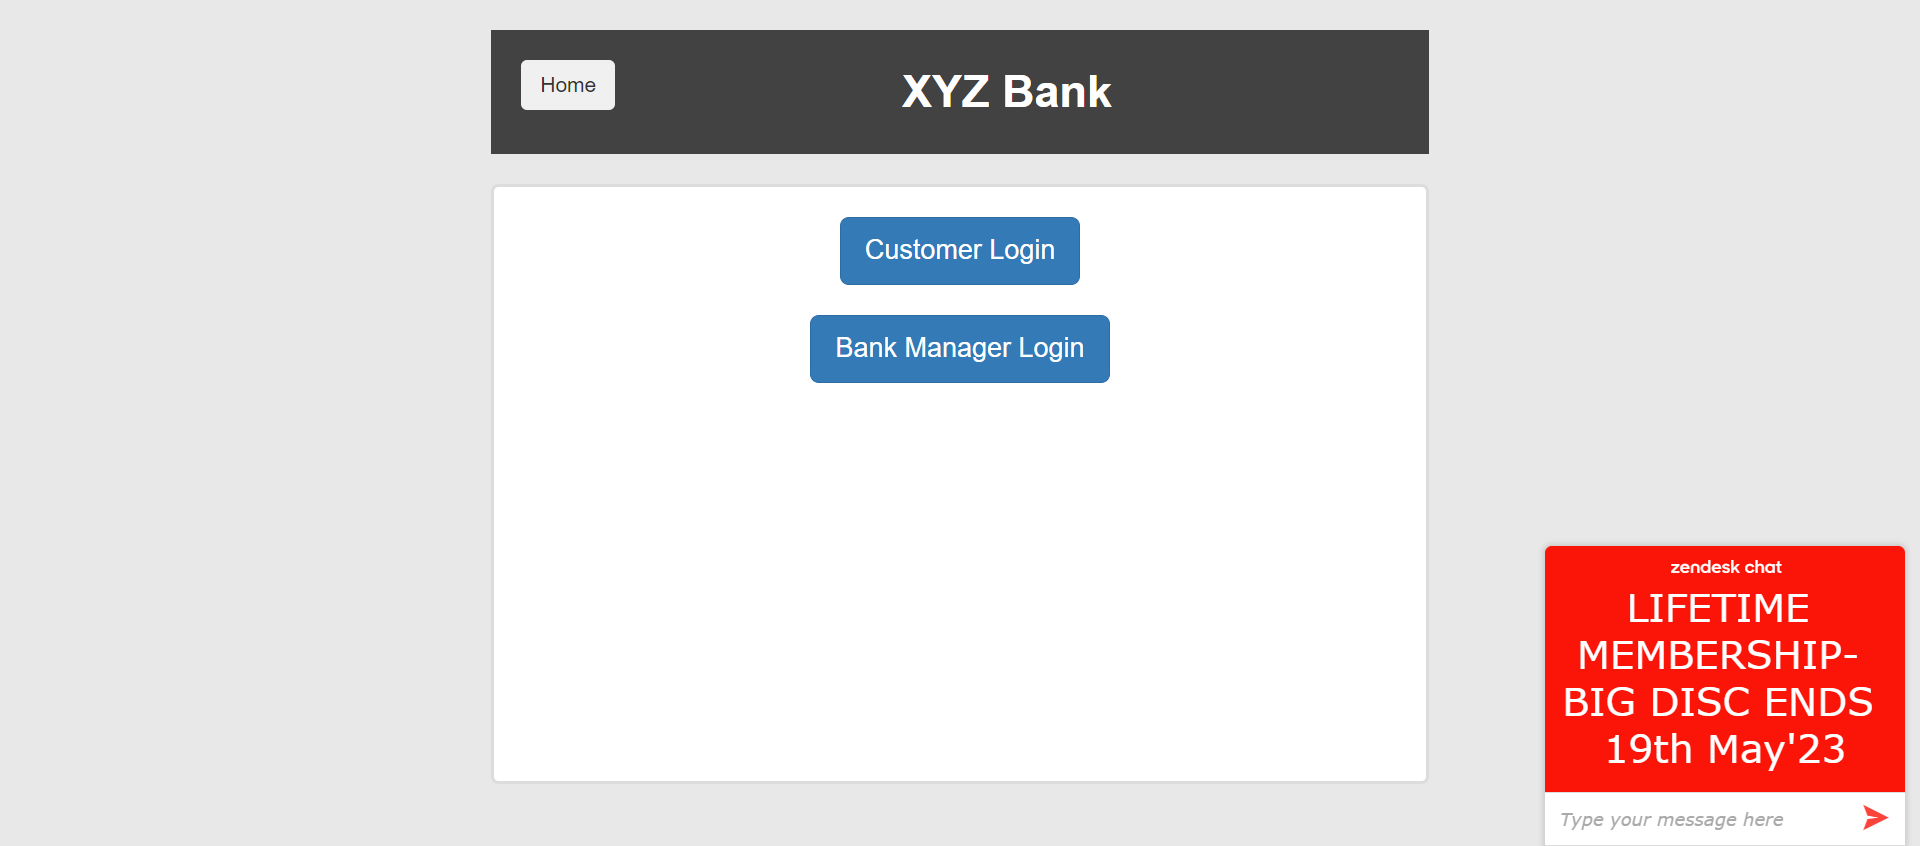 Home
XYZ Bank
Customer Login
Bank Manager Login
zendesk chat
LIFETIME
MEMBERSHIP-
BIG DISC ENDS
19th May'23
Type your message here